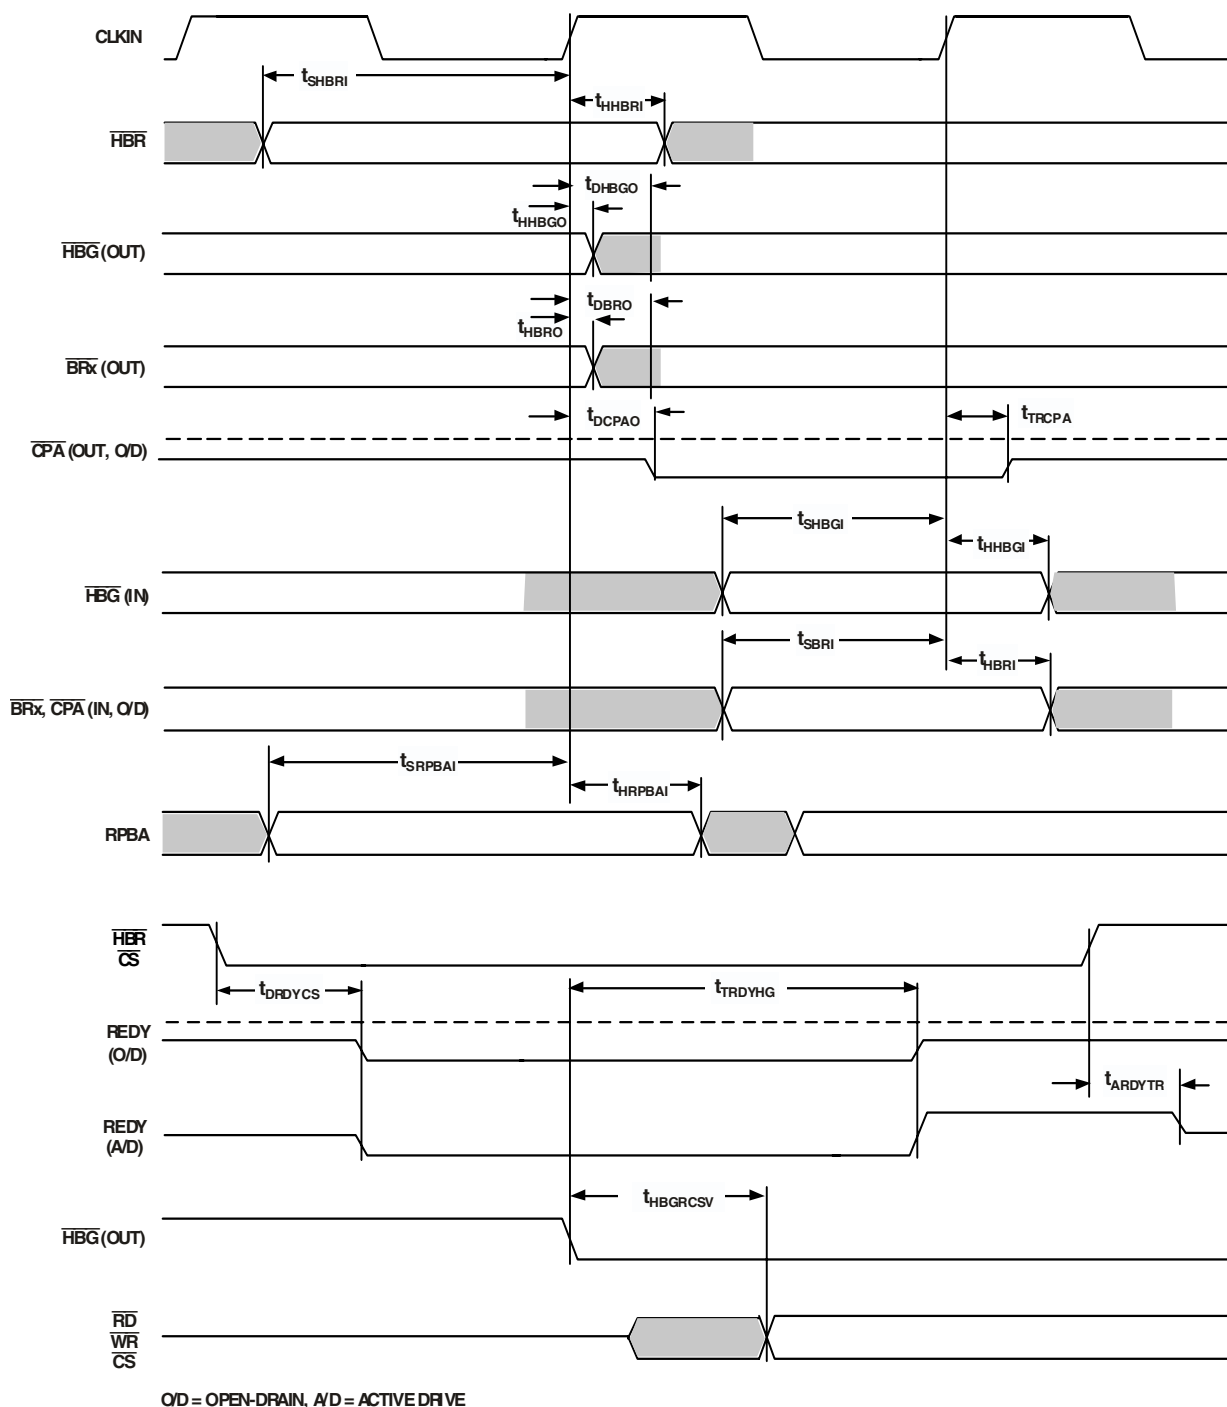 CLKIN
tSHBRI
tHHBRI
HBR
tDHBGO
tHHBGO
HBG (OUT)
tDBRO
tHBRO
BRx (OUT)
tDCPAO
tTRCPA
CPA (OUT, O/D)
tSHBGI
tHHBGI
HBG (IN)
tSBRI
tHBRI
BRx, CPA (IN, O/D)
tSRPBAI
tHRPBAI
RPBA
HBR
CS
tDRDYCS
tTRDYHG
REDY
(O/D)
tARDYTR
REDY
(A/D)
tHBGRCSV
HBG (OUT)
RD
WR
CS
O/D = OPEN-DRAIN, A/D = ACTIVE DRIVE